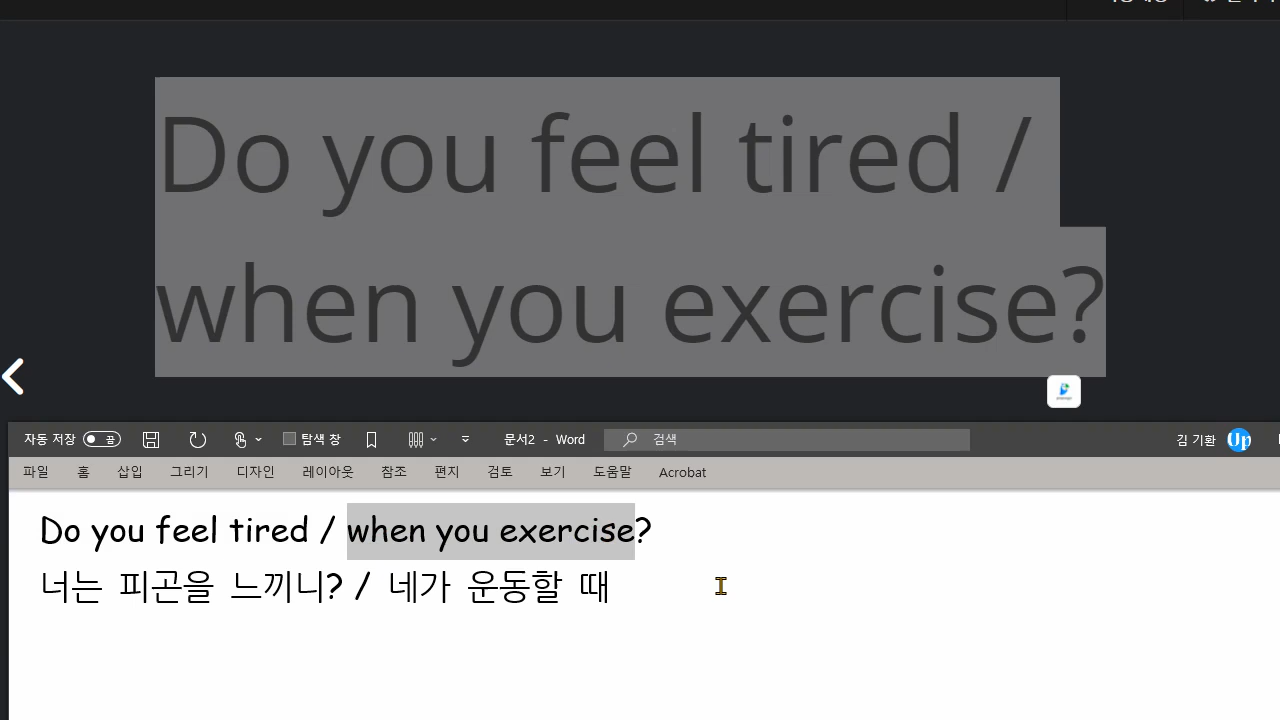 Do you feel tired /
when you exercise?
자동 저장 끔 탐색 창 문서2 - Word 검색 김 기환 Up
파일 홈 삽입 그리기 디자인 레이아웃 참조 편지 검토 보기 도움말 Acrobat
Do you feel tired / when you exercise?
너는 피곤을 느끼니? / 네가 운동할 때